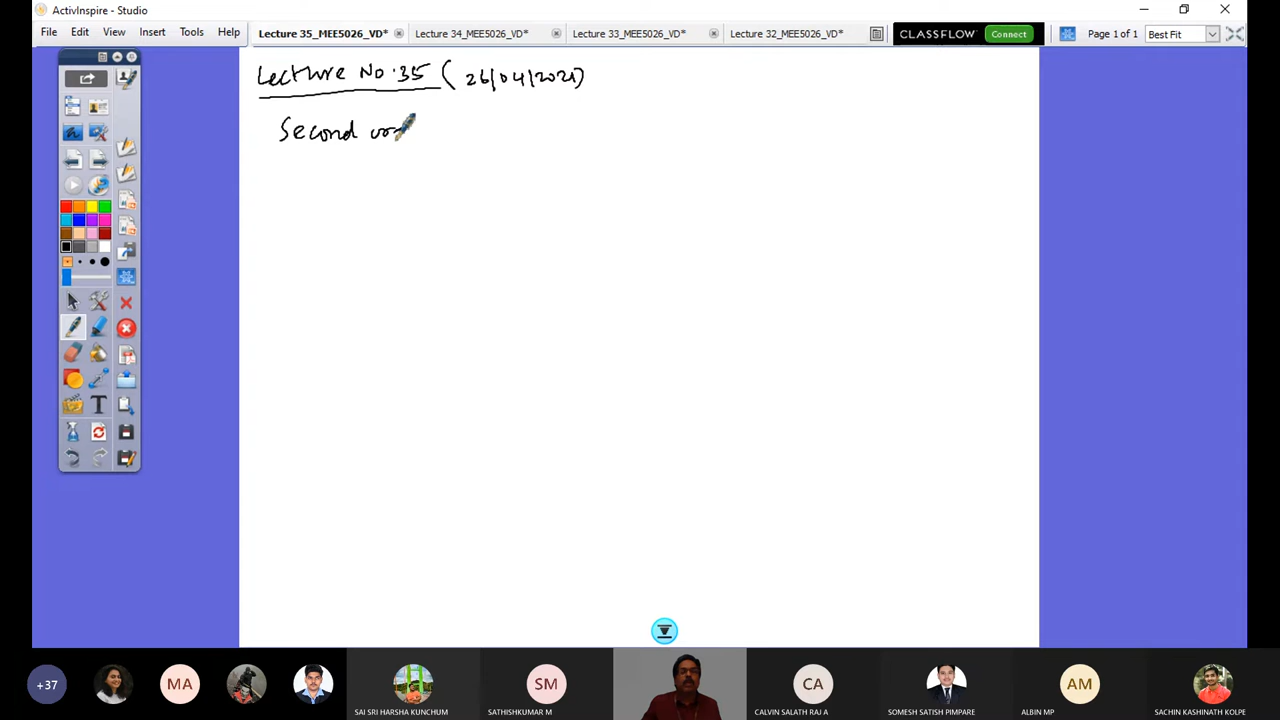 ActivInspire - Studio
File Edit View Insert Tools Help
Lecture 35_MEE5026_VD* Lecture 34_MEE5026_VD* Lecture 33_MEE5026_VD* Lecture 32_MEE5026_VD*
CLASSFLOW Connect
Page 1 of 1 Best Fit
Lecture No.35 (26/04/2021)
Second
+37 MA SM CA AM
SAI SRI HARSHA KUNCHUM SATHISHKUMAR M CALVIN SALATH RAJ A SOMESH SATISH PIMPARE ALBIN MP SACHIN KASHINATH KOLPE